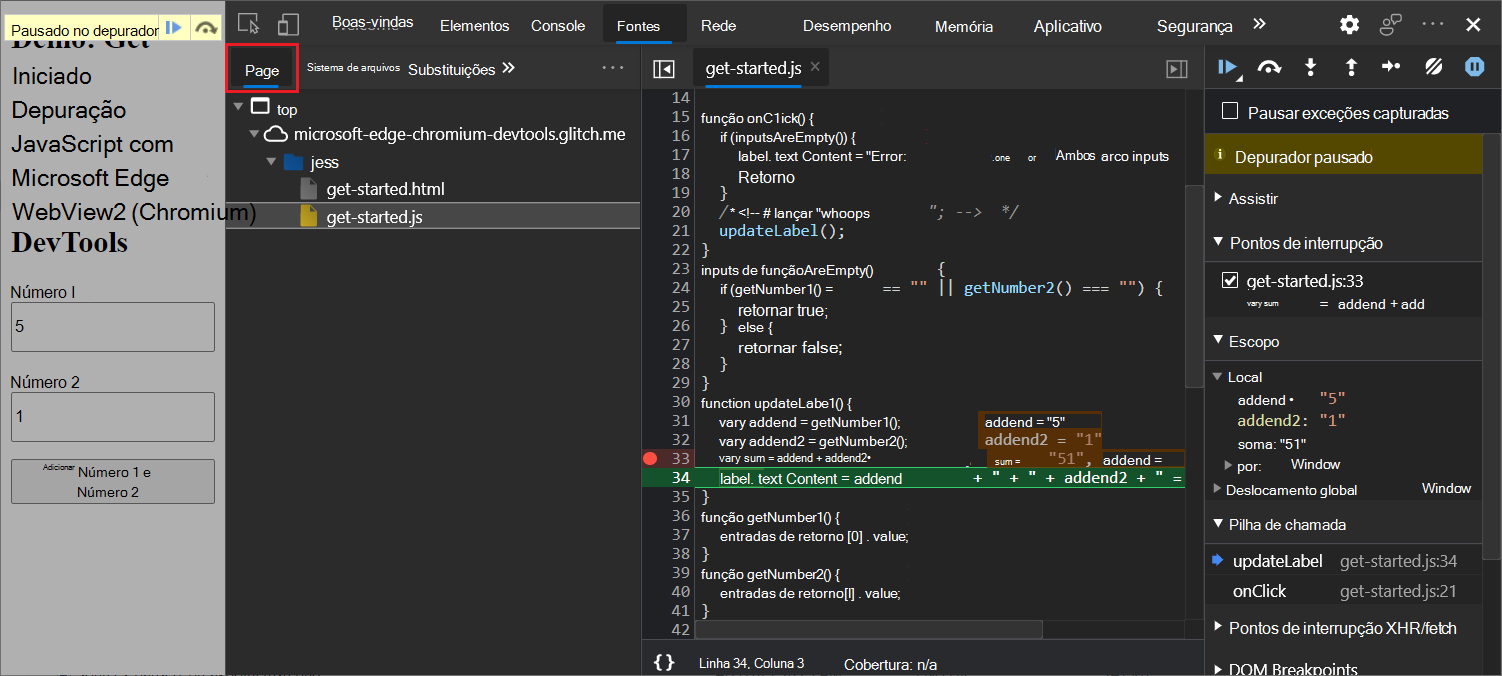 Pausado no depurador
Demo: Get
Iniciado
Depuração
JavaScript com
Microsoft Edge
WebView2 (Chromium)
DevTools
Número I
5
Número 2
1
Adicionar Número 1 e
Número 2
Boas-vindas
Elementos
Console
Fontes
Rede
Desempenho
Memória
Aplicativo
Segurança
Page
Sistema de arquivos
Substituições
top
microsoft-edge-chromium-devtools.glitch.me
jess
get-started.html
get-started.js
get-started.js
14
15 função onC1ick() {
16 if (inputsAreEmpty()) {
17 label. text Content = "Error: .one or Ambos arco inputs
18 Retorno
19 }
20 /* <!-- # lançar "whoops "; --> */
21 updateLabel();
22 }
23 inputs de funçãoAreEmpty() {
24 if (getNumber1() = == "" || getNumber2() === "") {
25 retornar true;
26 } else {
27 retornar false;
28 }
29 }
30 function updateLabe1() {
31 vary addend = getNumber1(); addend = "5"
32 vary addend2 = getNumber2(); addend2 = "1"
33 vary sum = addend + addend2• sum = "51", addend =
34 label. text Content = addend + " + " + addend2 + " =
35 }
36 função getNumber1() {
37 entradas de retorno [0] . value;
38 }
39 função getNumber2() {
40 entradas de retorno[l] . value;
41 }
42
{} Linha 34, Coluna 3 Cobertura: n/a
Pausar exceções capturadas
Depurador pausado
Assistir
Pontos de interrupção
get-started.js:33
vary sum = addend + add
Escopo
Local
addend • "5"
addend2: "1"
soma: "51"
por: Window
Deslocamento global Window
Pilha de chamada
updateLabel get-started.js:34
onClick get-started.js:21
Pontos de interrupção XHR/fetch
DOM Breakpoints